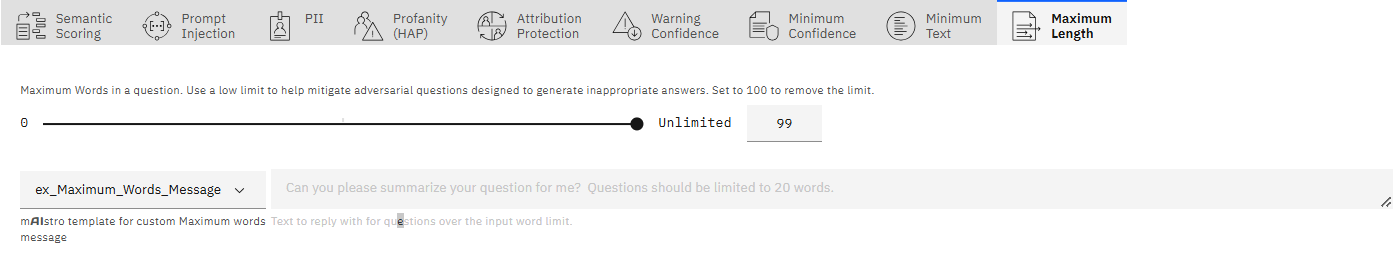 Semantic Scoring
Prompt Injection
PII
Profanity (HAP)
Attribution Protection
Warning Confidence
Minimum Confidence
Minimum Text
Maximum Length
Maximum Words in a question. Use a low limit to help mitigate adversarial questions designed to generate inappropriate answers. Set to 100 to remove the limit.
0 Unlimited 99
ex_Maximum_Words_Message
Can you please summarize your question for me?  Questions should be limited to 20 words.
mAIstro template for custom Maximum words
message
Text to reply with for questions over the input word limit.